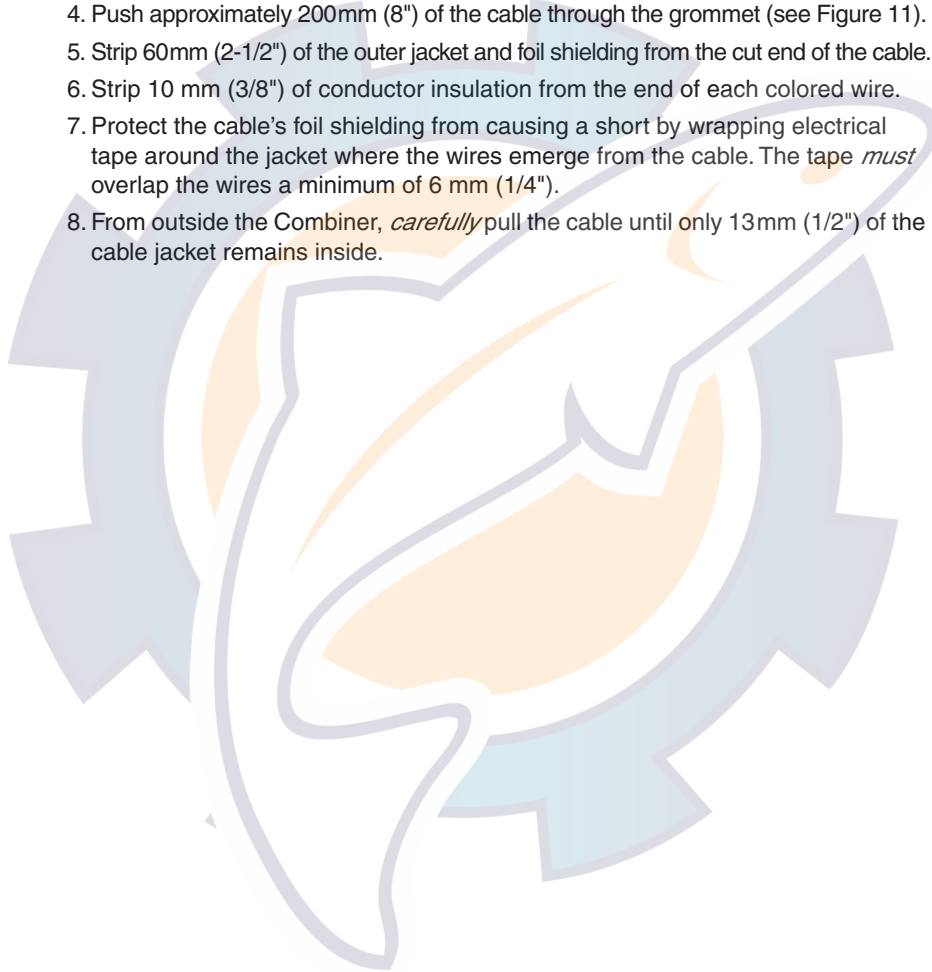 4. Push approximately 200mm (8") of the cable through the grommet (see Figure 11).
5. Strip 60mm (2-1/2") of the outer jacket and foil shielding from the cut end of the cable.
6. Strip 10 mm (3/8") of conductor insulation from the end of each colored wire.
7. Protect the cable’s foil shielding from causing a short by wrapping electrical
tape around the jacket where the wires emerge from the cable. The tape must
overlap the wires a minimum of 6 mm (1/4").
8. From outside the Combiner, carefully pull the cable until only 13mm (1/2") of the
cable jacket remains inside.